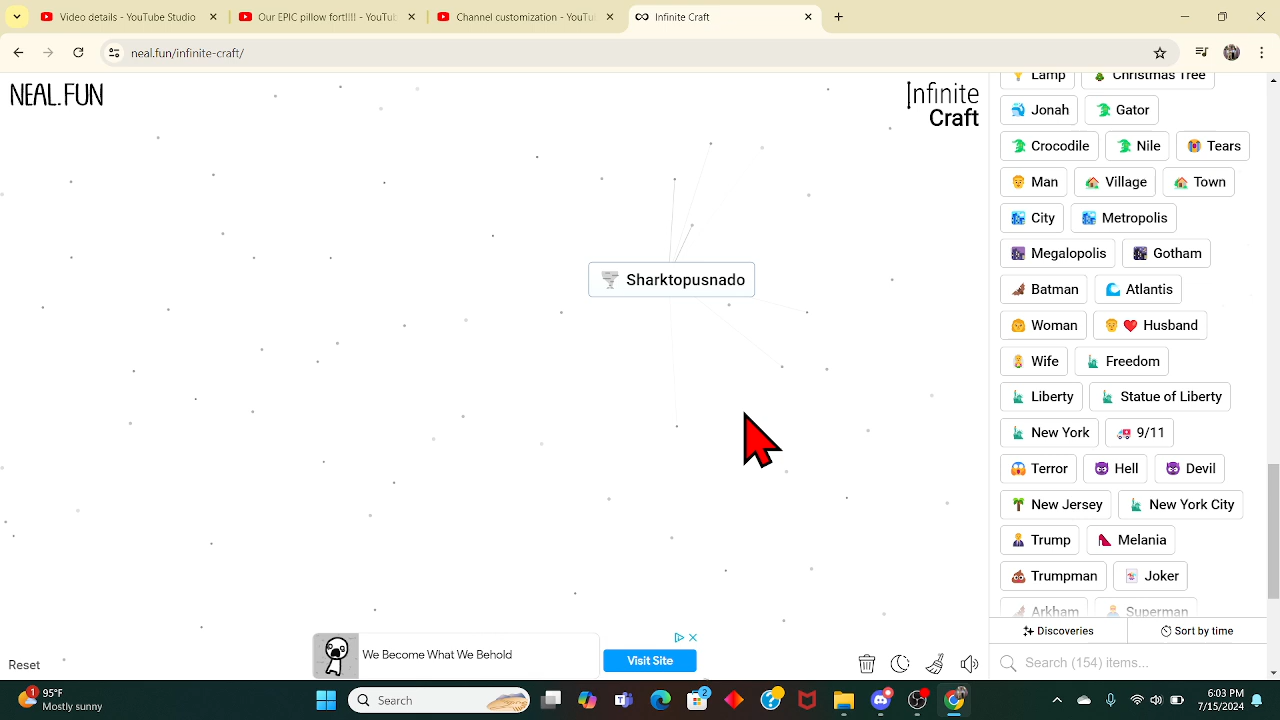 Video details - YouTube Studio
Our EPIC pillow fort!!!! - YouTub
Channel customization - YouTu
Infinite Craft
neal.fun/infinite-craft/
NEAL.FUN
Infinite
Craft
Sharktopusnado
Lamp Christmas Tree
Jonah Gator
Crocodile Nile Tears
Man Village Town
City Metropolis
Megalopolis Gotham
Batman Atlantis
Woman Husband
Wife Freedom
Liberty Statue of Liberty
New York 9/11
Terror Hell Devil
New Jersey New York City
Trump Melania
Trumpman Joker
Arkham Superman
Discoveries Sort by time
Search (154) items...
We Become What We Behold
Visit Site
Reset
1
95°F
Mostly sunny
Search
2
6:03 PM
7/15/2024